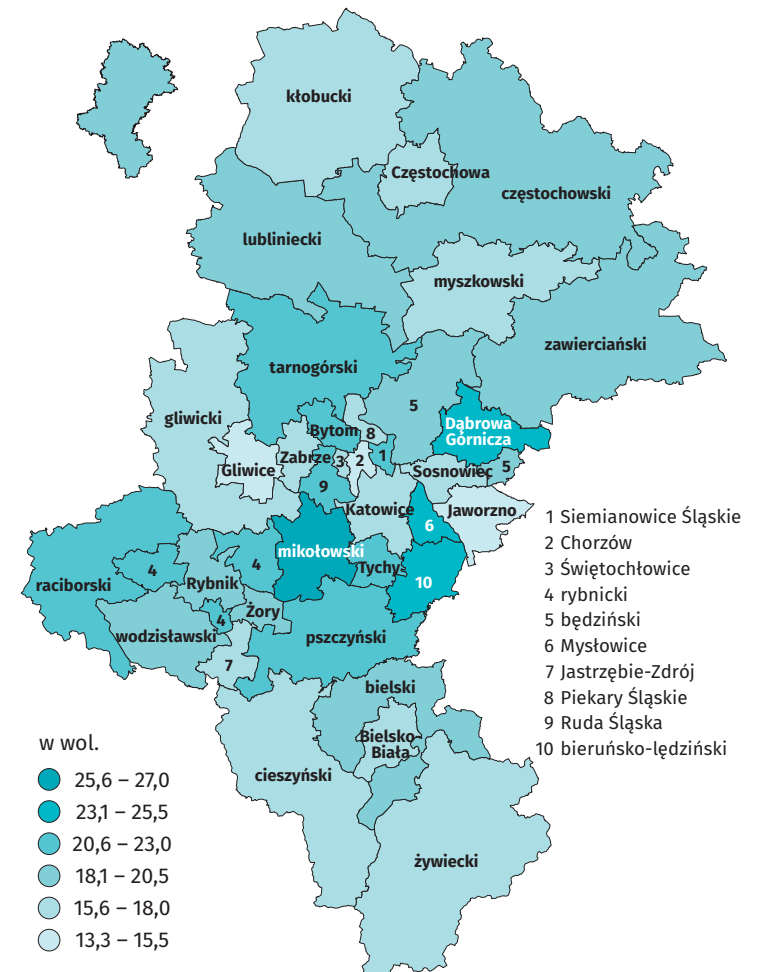 kłobucki
Częstochowa
częstochowski
lubliniecki
myszkowski
zawierciański
tarnogórski
5
gliwicki
Dąbrowa
Górnicza
Bytom
8
Zabrze
3
2
1
Gliwice
Sosnowiec
5
9
Katowice
6
Jaworzno
mikołowski
4
4
Tychy
10
raciborski
Rybnik
Żory
4
wodzisławski
pszczyński
7
bielski
Bielsko-
Biała
cieszyński
żywiecki
1 Siemianowice Śląskie
2 Chorzów
3 Świętochłowice
4 rybnicki
5 będziński
6 Mysłowice
7 Jastrzębie-Zdrój
8 Piekary Śląskie
9 Ruda Śląska
10 bieruńsko-lędziński
w wol.
25,6 – 27,0
23,1 – 25,5
20,6 – 23,0
18,1 – 20,5
15,6 – 18,0
13,3 – 15,5